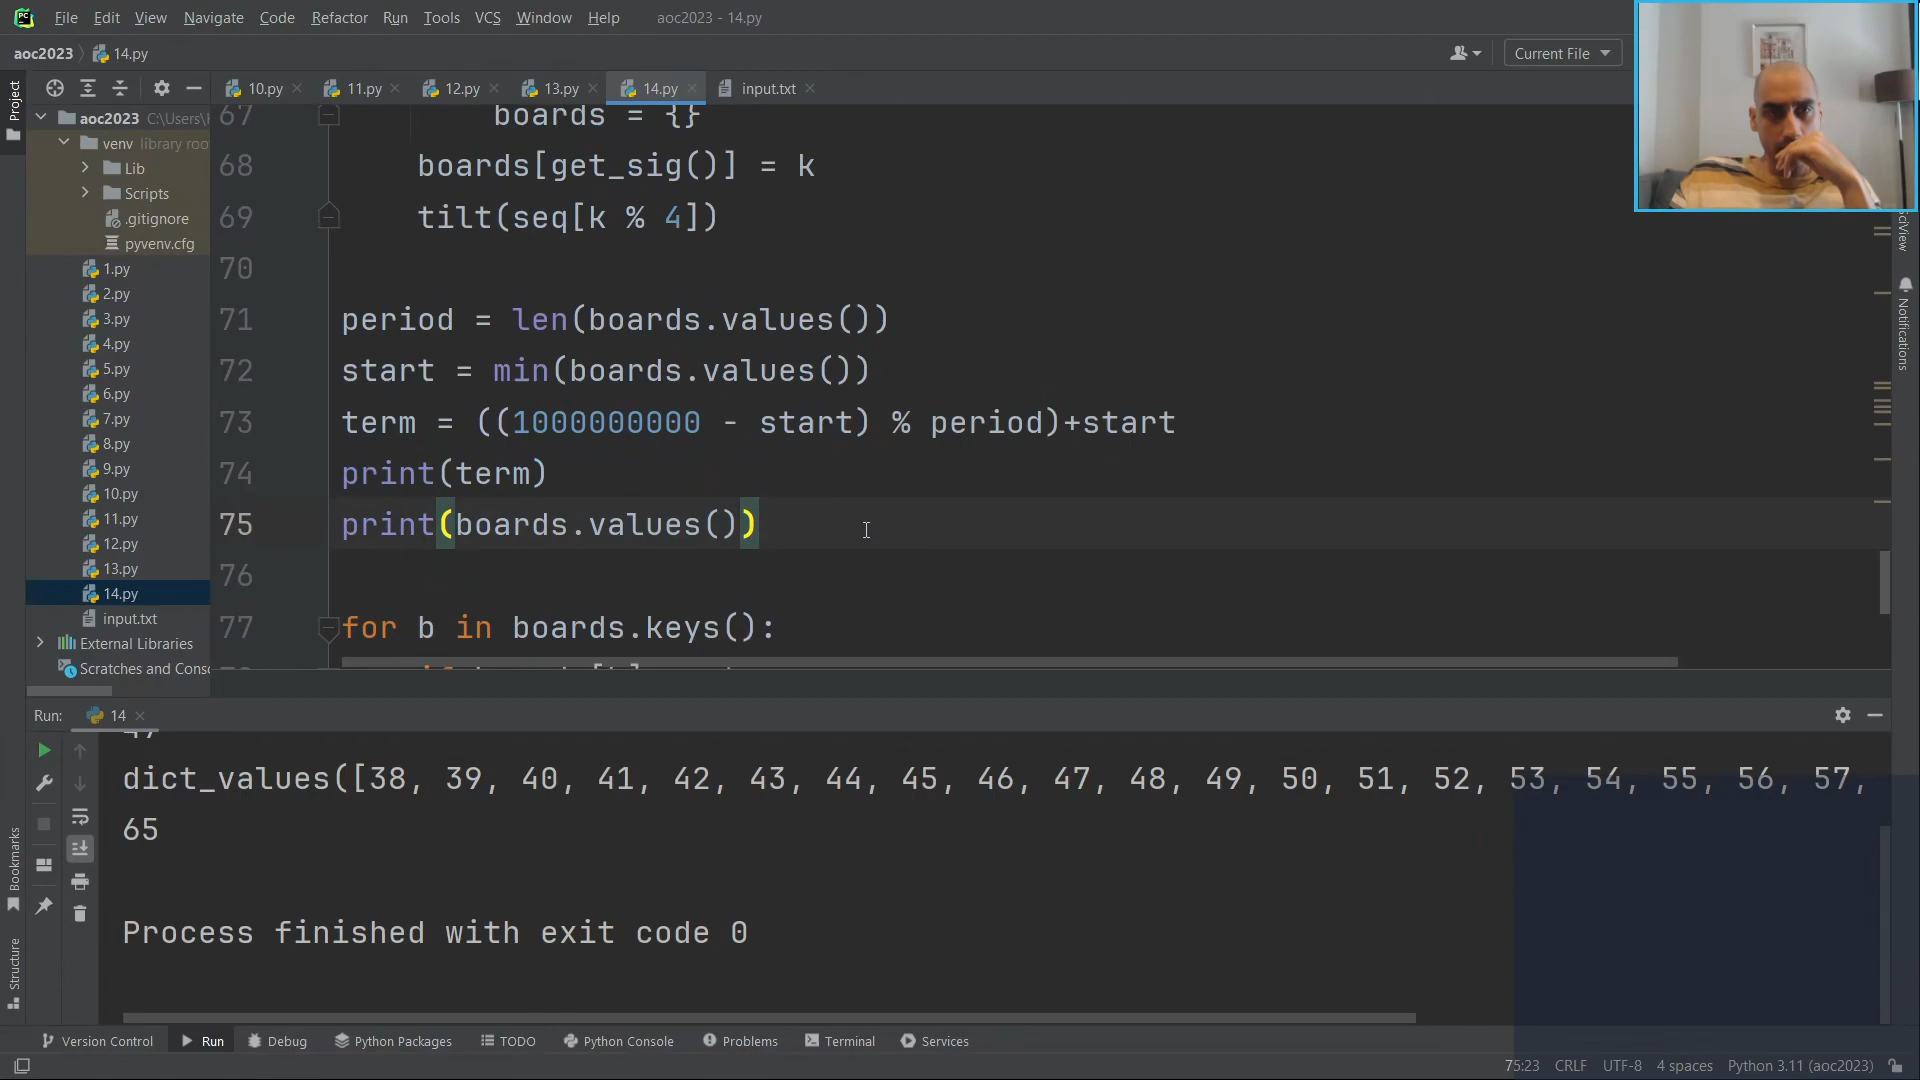 PC
File Edit View Navigate Code Refactor Run Tools VCS Window Help aoc2023 - 14.py
aoc2023 14.py Current File
Project
10.py 11.py 12.py 13.py 14.py input.txt
aoc2023 C:\Users\
venv library roo
Lib
Scripts
.gitignore
pyvenv.cfg
1.py
2.py
3.py
4.py
5.py
6.py
7.py
8.py
9.py
10.py
11.py
12.py
13.py
14.py
input.txt
External Libraries
Scratches and Conso
67 boards = {}
68 boards[get_sig()] = k
69 tilt(seq[k % 4])
70
71 period = len(boards.values())
72 start = min(boards.values())
73 term = ((1000000000 - start) % period)+start
74 print(term)
75 print(boards.values())
76
77 for b in boards.keys():
SciView
Notifications
Run: 14
47
dict_values([38, 39, 40, 41, 42, 43, 44, 45, 46, 47, 48, 49, 50, 51, 52, 53, 54, 55, 56, 57,
65
Process finished with exit code 0
Bookmarks
Structure
Version Control Run Debug Python Packages TODO Python Console Problems Terminal Services
75:23 CRLF UTF-8 4 spaces Python 3.11 (aoc2023)